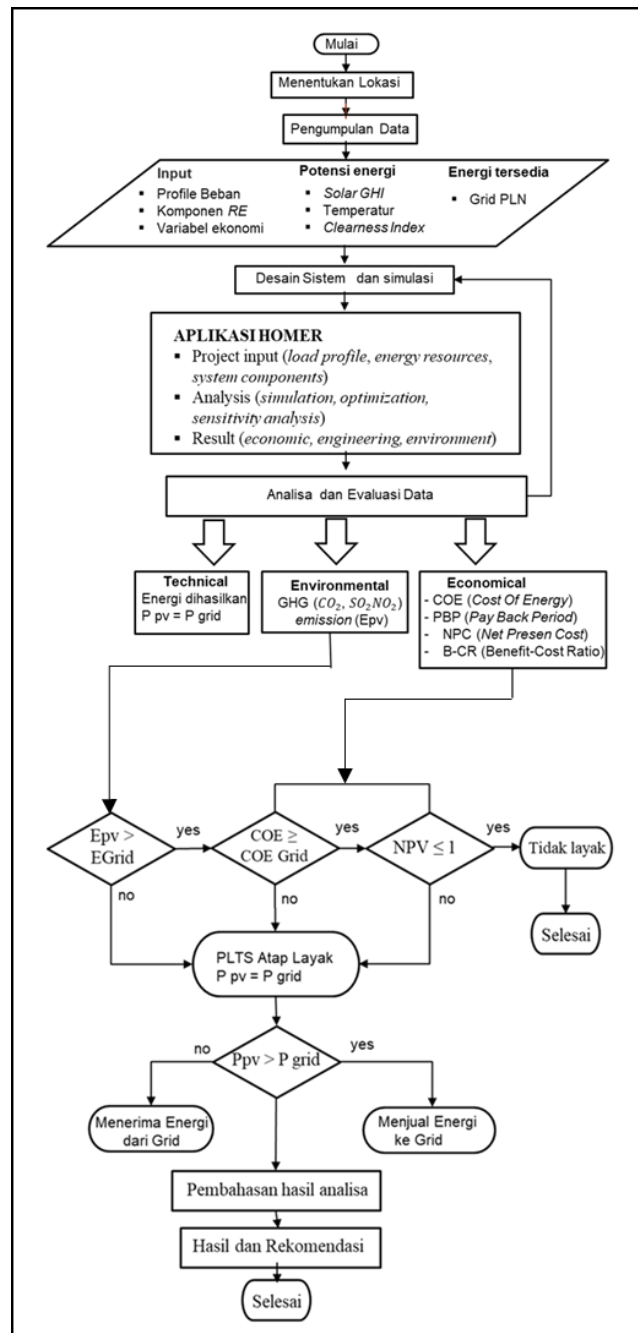 Mulai
Menentukan Lokasi
Pengumpulan Data
Input
▪ Profile Beban
▪ Komponen RE
▪ Variabel ekonomi
Potensi energi
▪ Solar GHI
▪ Temperatur
▪ Clearness Index
Energi tersedia
▪ Grid PLN
Desain Sistem dan simulasi
APLIKASI HOMER
▪ Project input (load profile, energy resources,
system components)
▪ Analysis (simulation, optimization,
sensitivity analysis)
▪ Result (economic, engineering, environment)
Analisa dan Evaluasi Data
Technical
Energi dihasilkan
P pv = P grid
Environmental
GHG (CO₂, SO₂NO₂)
emission (Epv)
Economical
- COE (Cost Of Energy)
- PBP (Pay Back Period)
- NPC (Net Presen Cost)
- B-CR (Benefit-Cost Ratio)
Epv >
EGrid
yes
no
COE ≥
COE Grid
yes
no
NPV ≤ 1
yes
no
Tidak layak
Selesai
PLTS Atap Layak
P pv = P grid
Ppv > P grid
no
yes
Menerima Energi
dari Grid
Menjual Energi
ke Grid
Pembahasan hasil analisa
Hasil dan Rekomendasi
Selesai